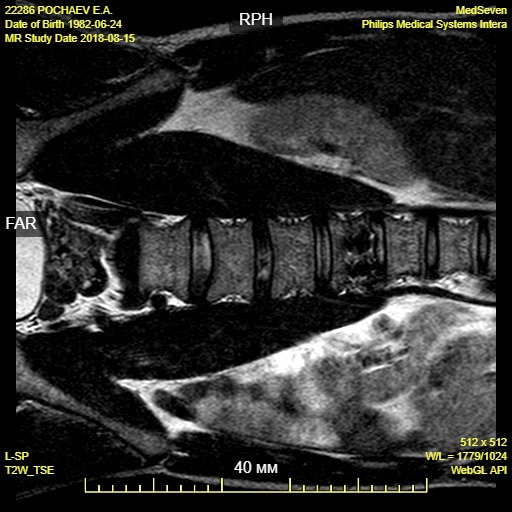 22286 POCHAEV E.A.
Date of Birth 1982-06-24
MR Study Date 2018-08-15
RPH
MedSeven
Philips Medical Systems Intera
FAR
L-SP
T2W_TSE
40 мм
512 x 512
W/L = 1779/1024
WebGL API